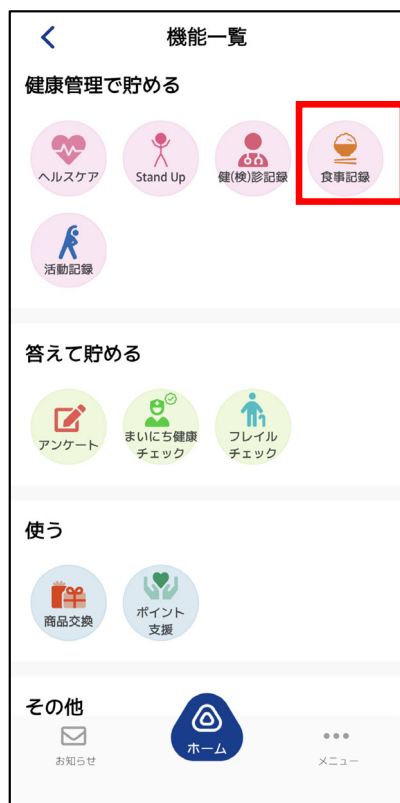 機能一覧
健康管理で貯める
ヘルスケア
Stand Up
健(検)診記録
食事記録
活動記録
答えて貯める
アンケート
まいにち健康
チェック
フレイル
チェック
使う
商品交換
ポイント
支援
その他
お知らせ
ホーム
メニュー